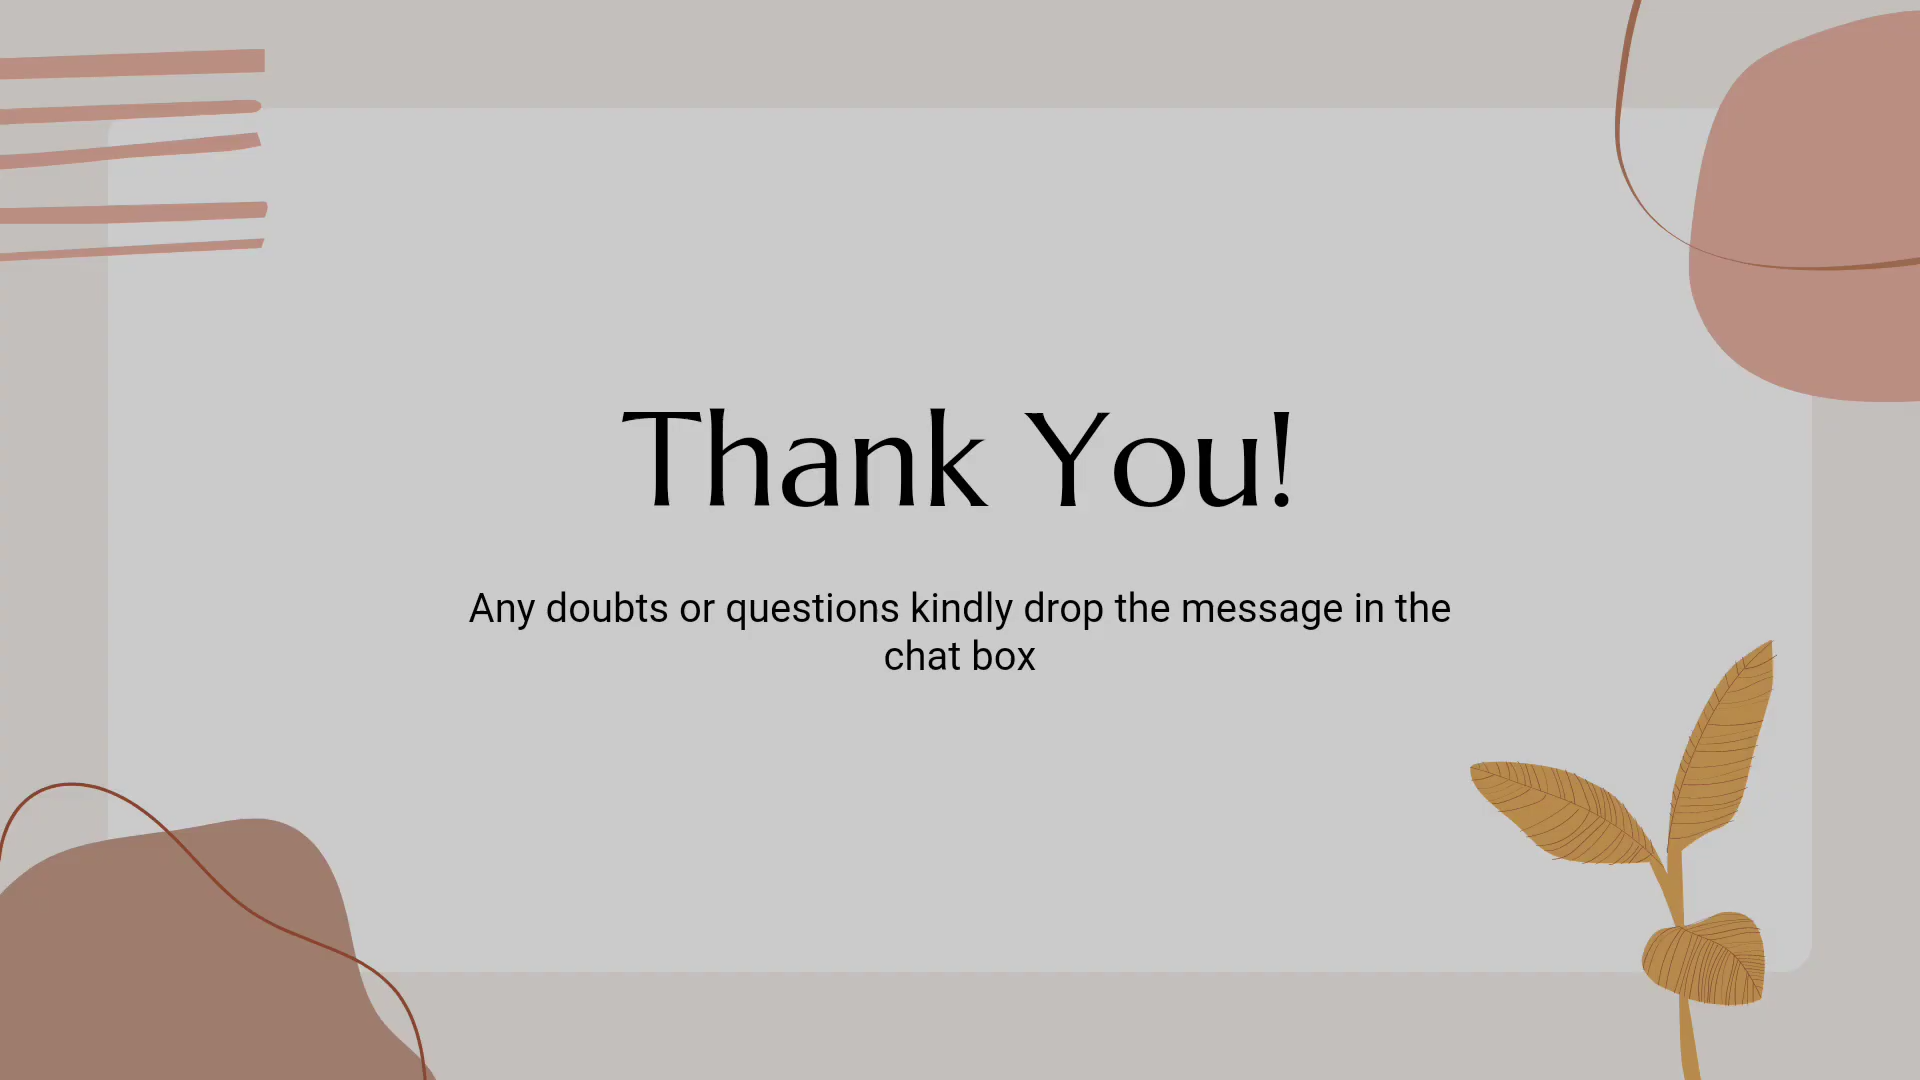 Thank You!
Any doubts or questions kindly drop the message in the
chat box